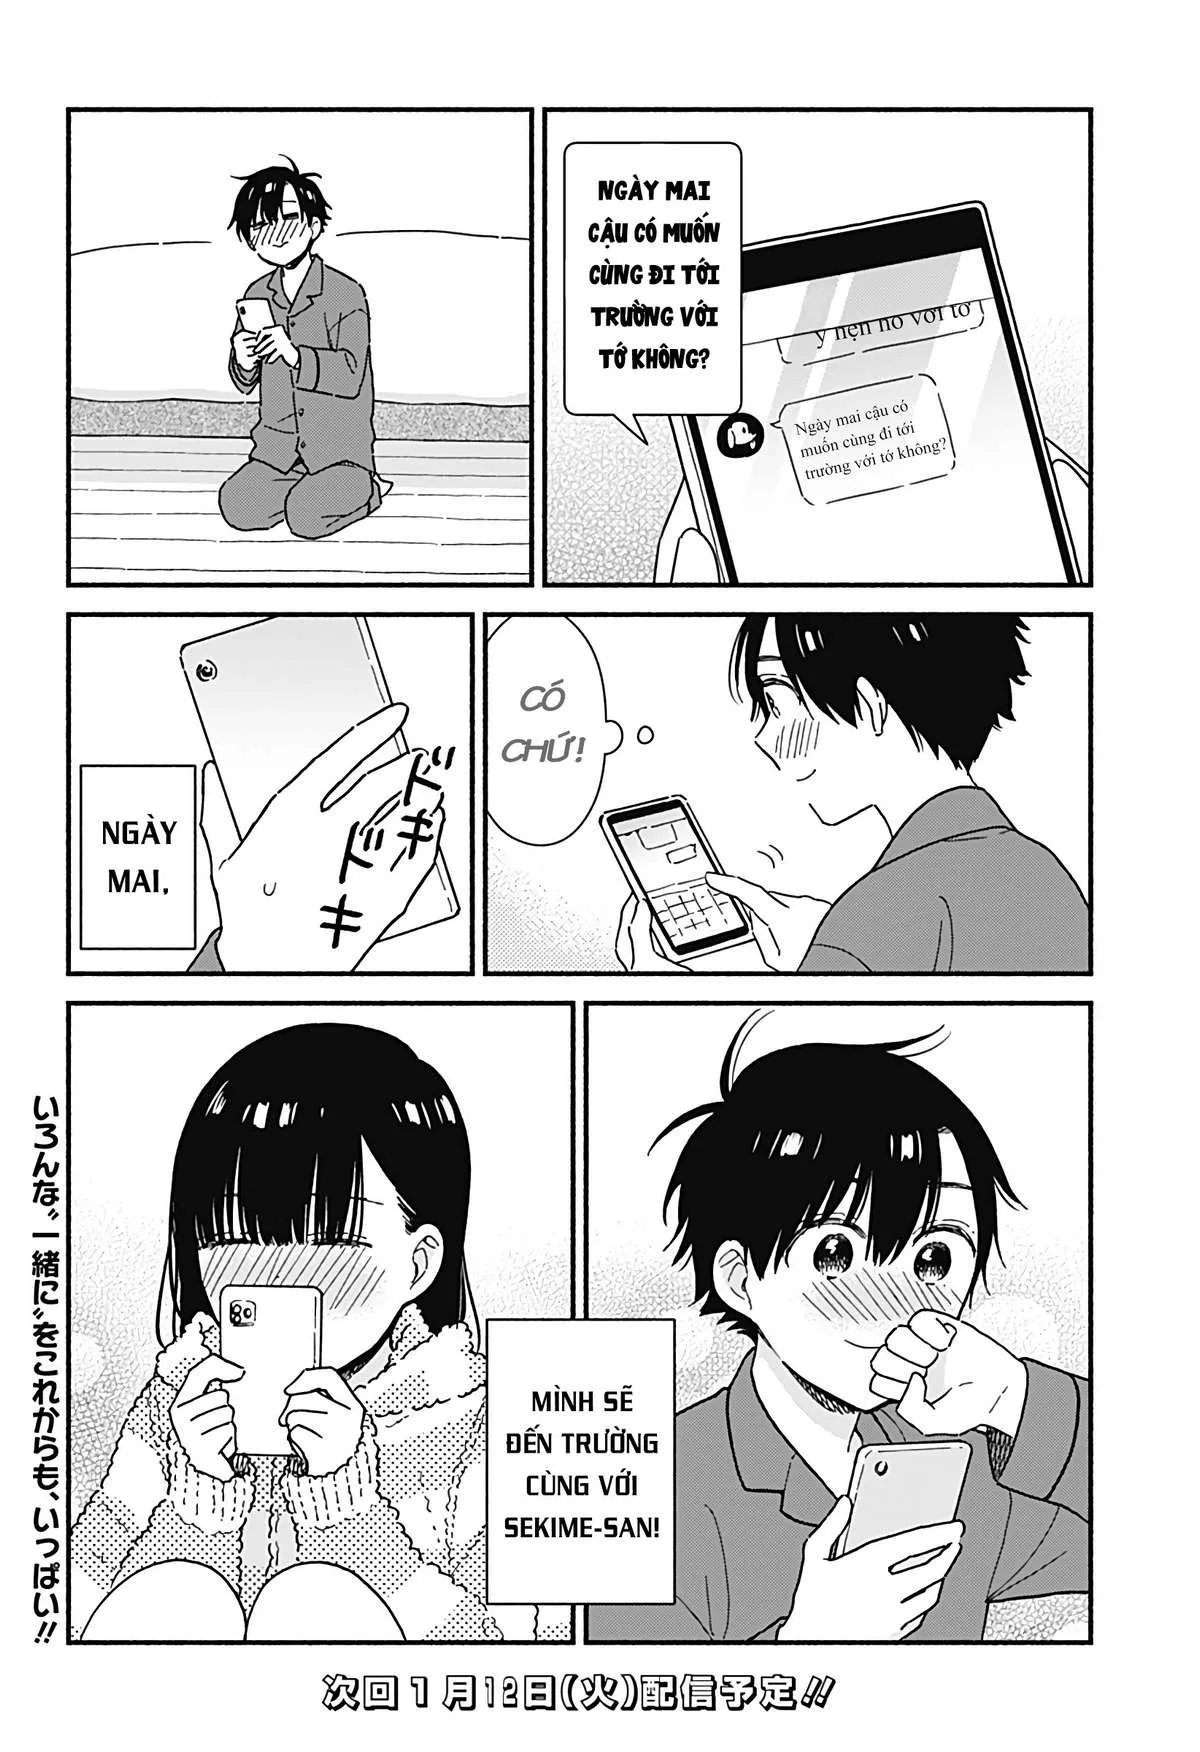 NGÀY MAI
CẬU CÓ MUỐN
CÙNG ĐI TỚI
TRƯỜNG VỚI
TỚ KHÔNG?
hẹn hò với tớ
Ngày mai cậu có
muốn cùng đi tới
trường với tớ không?
CÓ
CHỨ!
ドキ
ドキ
NGÀY
MAI,
MÌNH SẼ
ĐẾN TRƯỜNG
CÙNG VỚI
SEKIME-SAN!
いろんな〝一緒に〟をこれからも、いっぱい!!
次回1月12日(火)配信予定!!